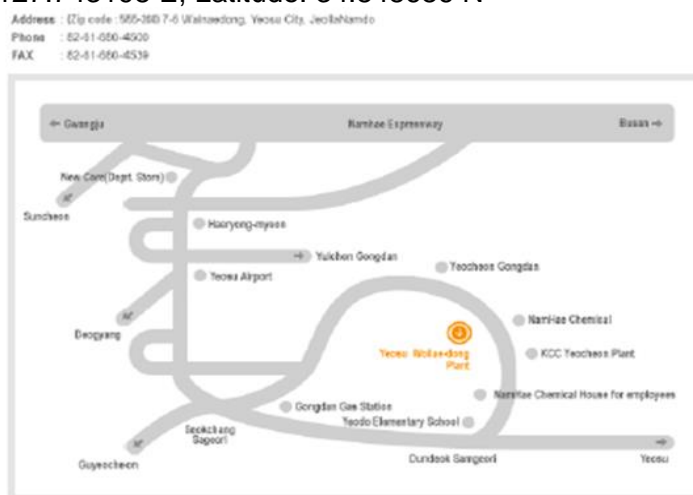 Address : (Zip code : 555-280) 7-6 Wolnaedong, Yeosu City, JeollaNamdo
Phone : 82-61-680-4500
FAX : 82-61-680-4539
← Gwangju
Namhae Expressway
Busan →
New Core(Dept. Store)
Suncheon
Haeryong-myeon
Yulchon Gongdan
Yeosu Airport
Yeocheon Gongdan
Deogyang
NamHae Chemical
Yeosu Wollae-dong
Plant
KCC Yeocheon Plant
NamHae Chemical House for employees
Gongdan Gas Station
Yeodo Elementary School
Seokchang
Sageori
Guyeocheon
Dundeok Samgeori
Yeosu